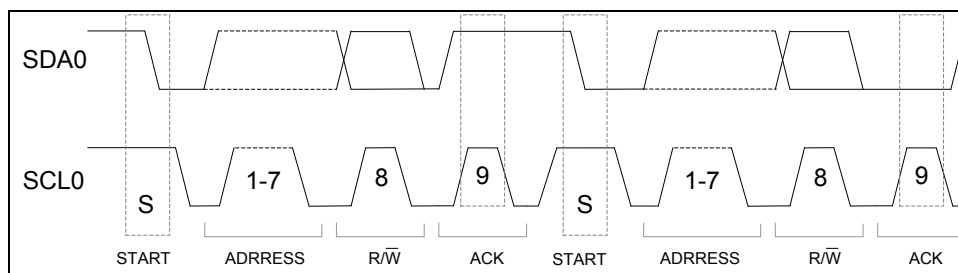 SDA0
SCL0
S 1-7 8 9 S 1-7 8 9
START ADRRESS R/W̅ ACK START ADRRESS R/W̅ ACK